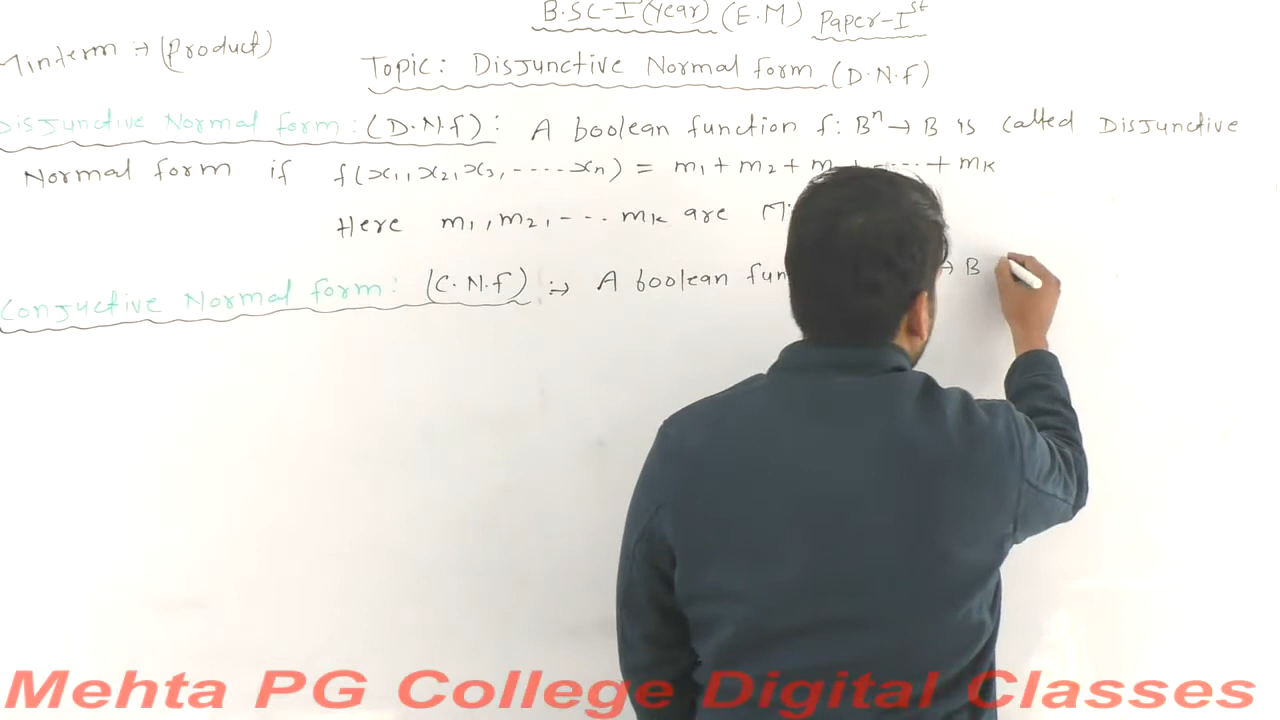 B.SC-I (Year) (E.M) Paper-I st
Minterm → (Product)
Topic: Disjunctive Normal form (D.N.f)
Disjunctive Normal form: (D.N.f): A boolean function f: Bⁿ → B is called Disjunctive
Normal form if f(x₁, x₂, x₃, ----- xₙ) = m₁ + m₂ + m + ---- + mₖ
Here m₁, m₂, --- mₖ are
Conjuctive Normal form: (C.N.f) :→ A boolean → B
Mehta PG College Digital Classes